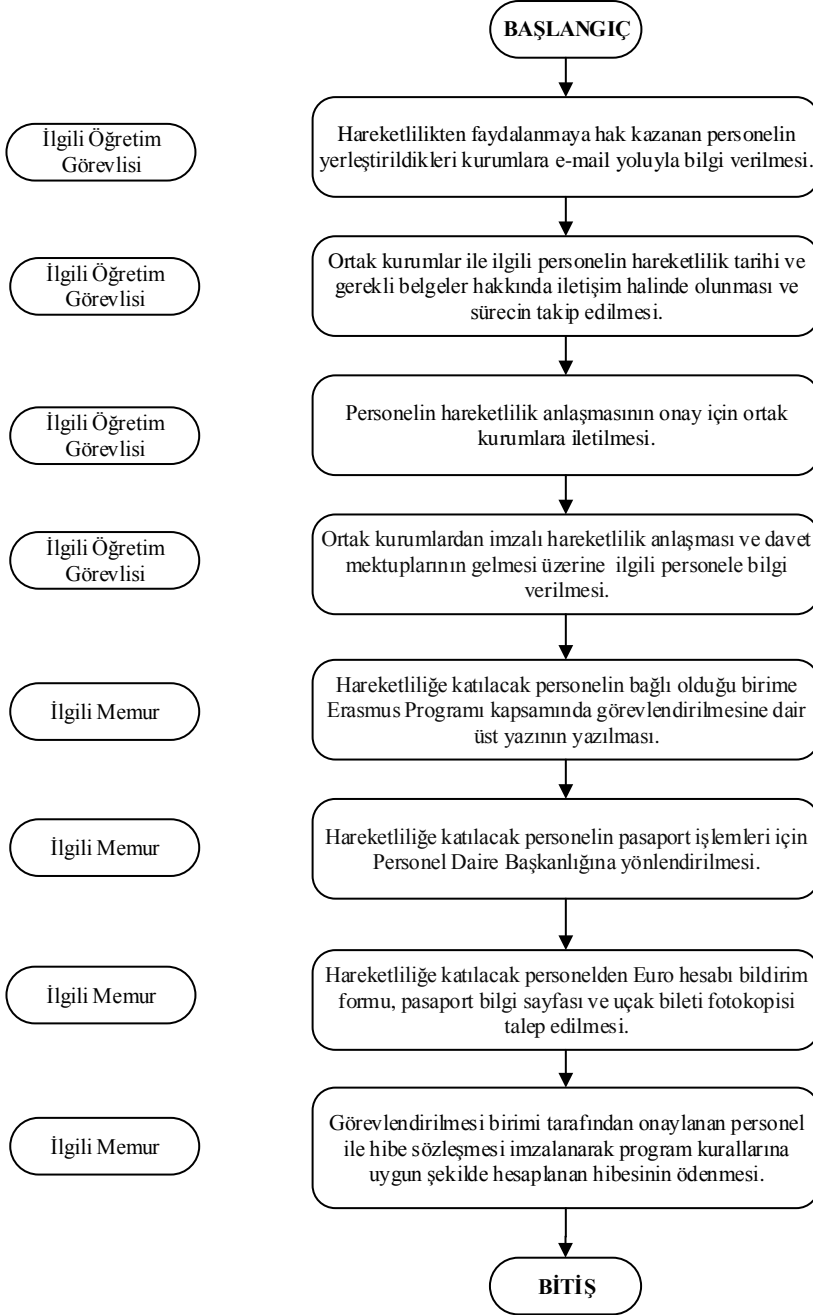 BAŞLANGIÇ
İlgili Öğretim
Görevlisi
Hareketlilikten faydalanmaya hak kazanan personelin
yerleştirildikleri kurumlara e-mail yoluyla bilgi verilmesi.
İlgili Öğretim
Görevlisi
Ortak kurumlar ile ilgili personelin hareketlilik tarihi ve
gerekli belgeler hakkında iletişim halinde olunması ve
sürecin takip edilmesi.
İlgili Öğretim
Görevlisi
Personelin hareketlilik anlaşmasının onay için ortak
kurumlara iletilmesi.
İlgili Öğretim
Görevlisi
Ortak kurumlardan imzalı hareketlilik anlaşması ve davet
mektuplarının gelmesi üzerine ilgili personele bilgi
verilmesi.
İlgili Memur
Hareketliliğe katılacak personelin bağlı olduğu birime
Erasmus Programı kapsamında görevlendirilmesine dair
üst yazının yazılması.
İlgili Memur
Hareketliliğe katılacak personelin pasaport işlemleri için
Personel Daire Başkanlığına yönlendirilmesi.
İlgili Memur
Hareketliliğe katılacak personelden Euro hesabı bildirim
formu, pasaport bilgi sayfası ve uçak bileti fotokopisi
talep edilmesi.
İlgili Memur
Görevlendirilmesi birimi tarafından onaylanan personel
ile hibe sözleşmesi imzalanarak program kurallarına
uygun şekilde hesaplanan hibesinin ödenmesi.
BİTİŞ